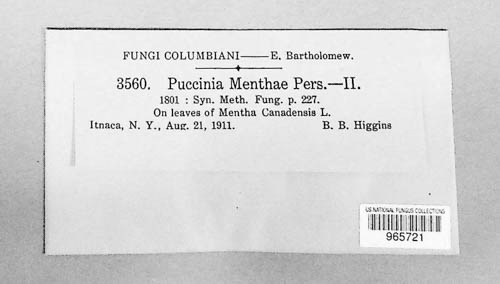 FUNGI COLUMBIANI—E. Bartholomew.
3560. Puccinia Menthae Pers.—II.
1801 : Syn. Meth. Fung. p. 227.
On leaves of Mentha Canadensis L.
Itnaca, N. Y., Aug. 21, 1911. B. B. Higgins
US NATIONAL FUNGUS COLLECTIONS
965721